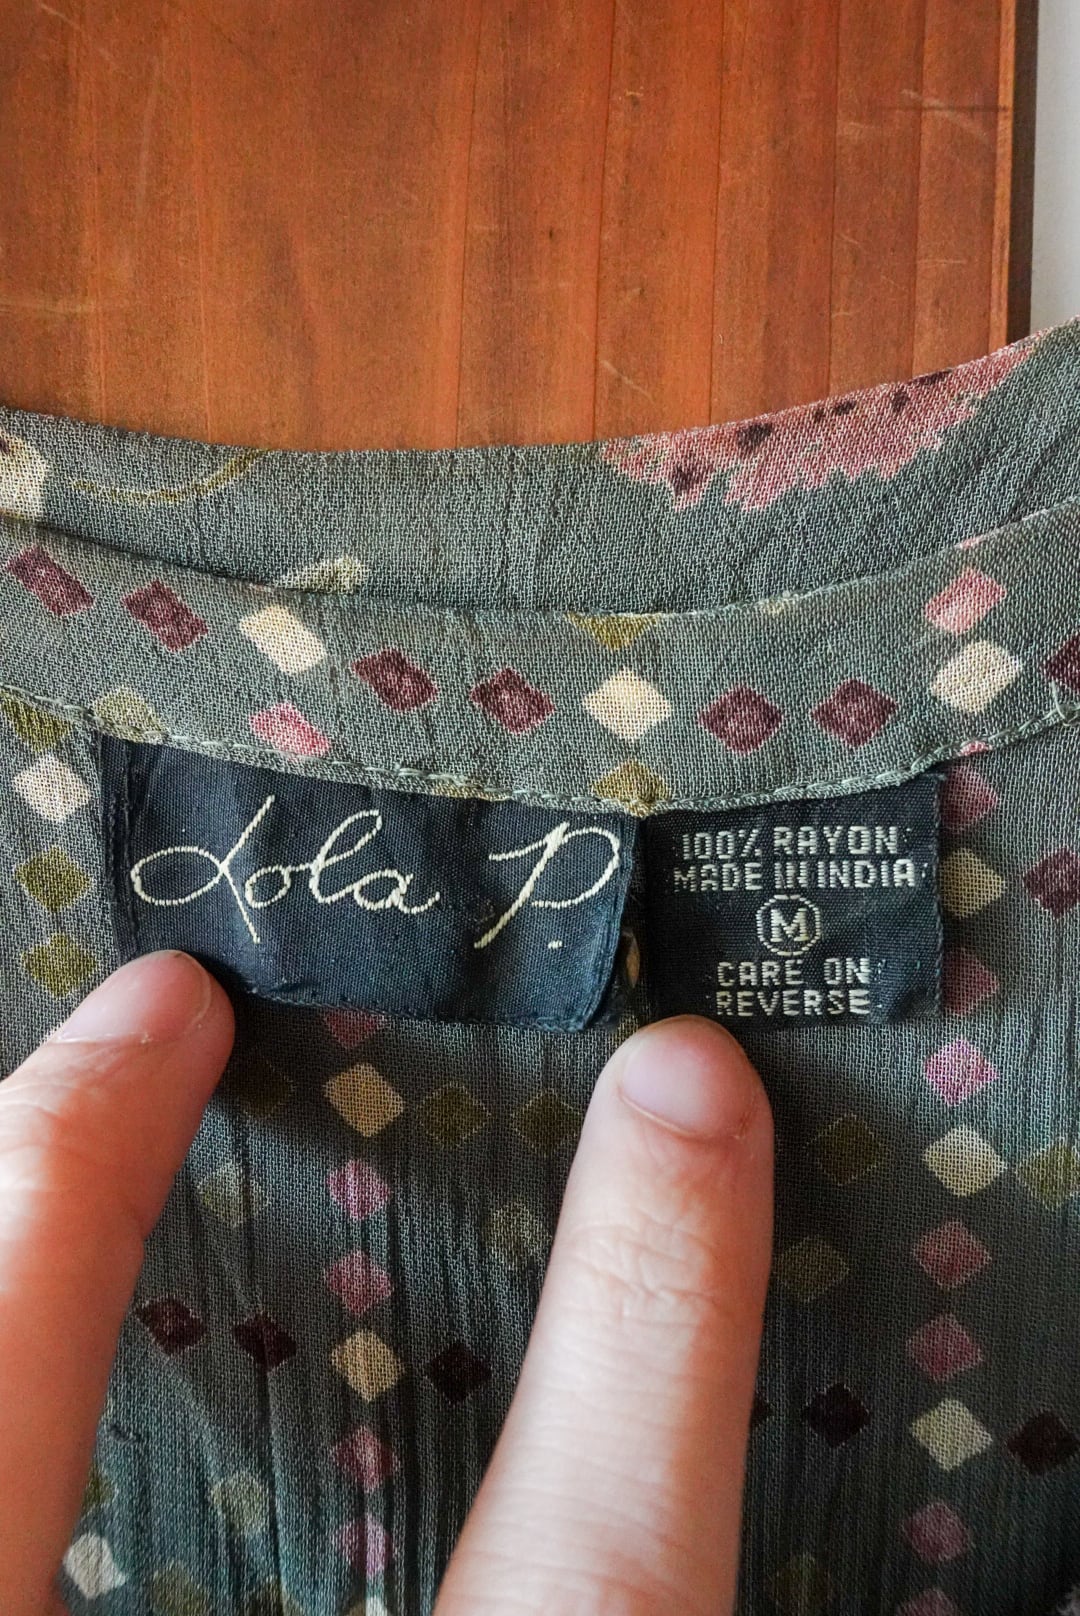 Lola P.
100% RAYON
MADE IN INDIA
M
CARE ON
REVERSE